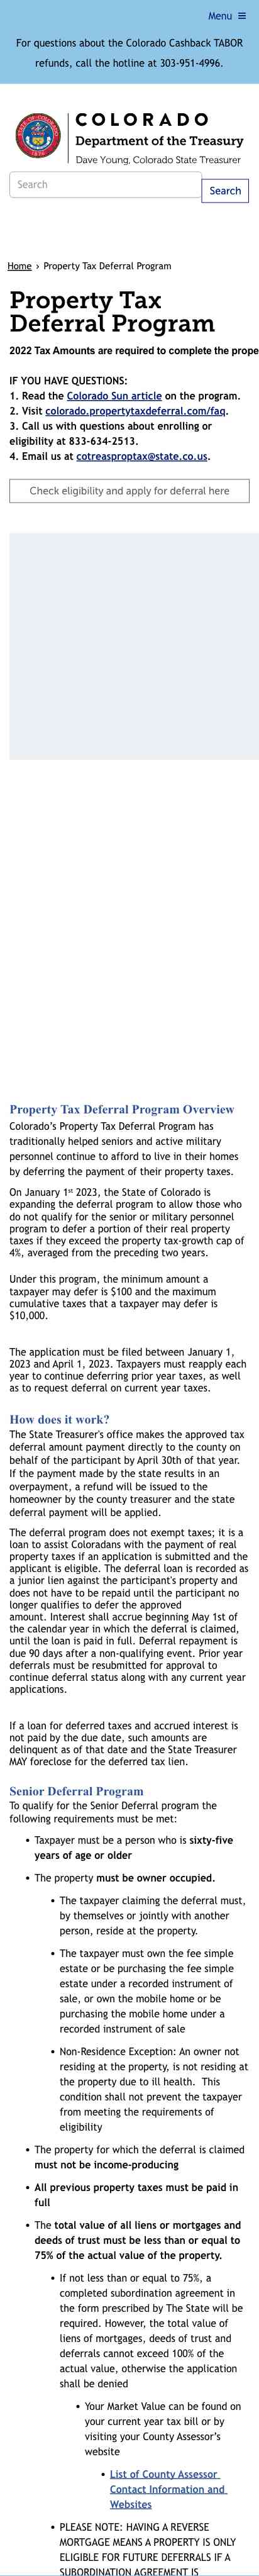 Menu ≡
For questions about the Colorado Cashback TABOR
refunds, call the hotline at 303-951-4996.
COLORADO
Department of the Treasury
Dave Young, Colorado State Treasurer
Search
Search
Home › Property Tax Deferral Program
Property Tax
Deferral Program
2022 Tax Amounts are required to complete the prope
IF YOU HAVE QUESTIONS:
1. Read the Colorado Sun article on the program.
2. Visit colorado.propertytaxdeferral.com/faq.
3. Call us with questions about enrolling or
eligibility at 833-634-2513.
4. Email us at cotreasproptax@state.co.us.
Check eligibility and apply for deferral here
Property Tax Deferral Program Overview
Colorado’s Property Tax Deferral Program has
traditionally helped seniors and active military
personnel continue to afford to live in their homes
by deferring the payment of their property taxes.
On January 1st 2023, the State of Colorado is
expanding the deferral program to allow those who
do not qualify for the senior or military personnel
program to defer a portion of their real property
taxes if they exceed the property tax-growth cap of
4%, averaged from the preceding two years.
Under this program, the minimum amount a
taxpayer may defer is $100 and the maximum
cumulative taxes that a taxpayer may defer is
$10,000.
The application must be filed between January 1,
2023 and April 1, 2023. Taxpayers must reapply each
year to continue deferring prior year taxes, as well
as to request deferral on current year taxes.
How does it work?
The State Treasurer's office makes the approved tax
deferral amount payment directly to the county on
behalf of the participant by April 30th of that year.
If the payment made by the state results in an
overpayment, a refund will be issued to the
homeowner by the county treasurer and the state
deferral payment will be applied.
The deferral program does not exempt taxes; it is a
loan to assist Coloradans with the payment of real
property taxes if an application is submitted and the
applicant is eligible. The deferral loan is recorded as
a junior lien against the participant's property and
does not have to be repaid until the participant no
longer qualifies to defer the approved
amount. Interest shall accrue beginning May 1st of
the calendar year in which the deferral is claimed,
until the loan is paid in full. Deferral repayment is
due 90 days after a non-qualifying event. Prior year
deferrals must be resubmitted for approval to
continue deferral status along with any current year
applications.
If a loan for deferred taxes and accrued interest is
not paid by the due date, such amounts are
delinquent as of that date and the State Treasurer
MAY foreclose for the deferred tax lien.
Senior Deferral Program
To qualify for the Senior Deferral program the
following requirements must be met:
• Taxpayer must be a person who is sixty-five
years of age or older
• The property must be owner occupied.
• The taxpayer claiming the deferral must,
by themselves or jointly with another
person, reside at the property.
• The taxpayer must own the fee simple
estate or be purchasing the fee simple
estate under a recorded instrument of
sale, or own the mobile home or be
purchasing the mobile home under a
recorded instrument of sale
• Non-Residence Exception: An owner not
residing at the property, is not residing at
the property due to ill health. This
condition shall not prevent the taxpayer
from meeting the requirements of
eligibility
• The property for which the deferral is claimed
must not be income-producing
• All previous property taxes must be paid in
full
• The total value of all liens or mortgages and
deeds of trust must be less than or equal to
75% of the actual value of the property.
• If not less than or equal to 75%, a
completed subordination agreement in
the form prescribed by The State will be
required. However, the total value of
liens of mortgages, deeds of trust and
deferrals cannot exceed 100% of the
actual value, otherwise the application
shall be denied
• Your Market Value can be found on
your current year tax bill or by
visiting your County Assessor’s
website
• List of County Assessor
Contact Information and
Websites
• PLEASE NOTE: HAVING A REVERSE
MORTGAGE MEANS A PROPERTY IS ONLY
ELIGIBLE FOR FUTURE DEFERRALS IF A
SUBORDINATION AGREEMENT IS